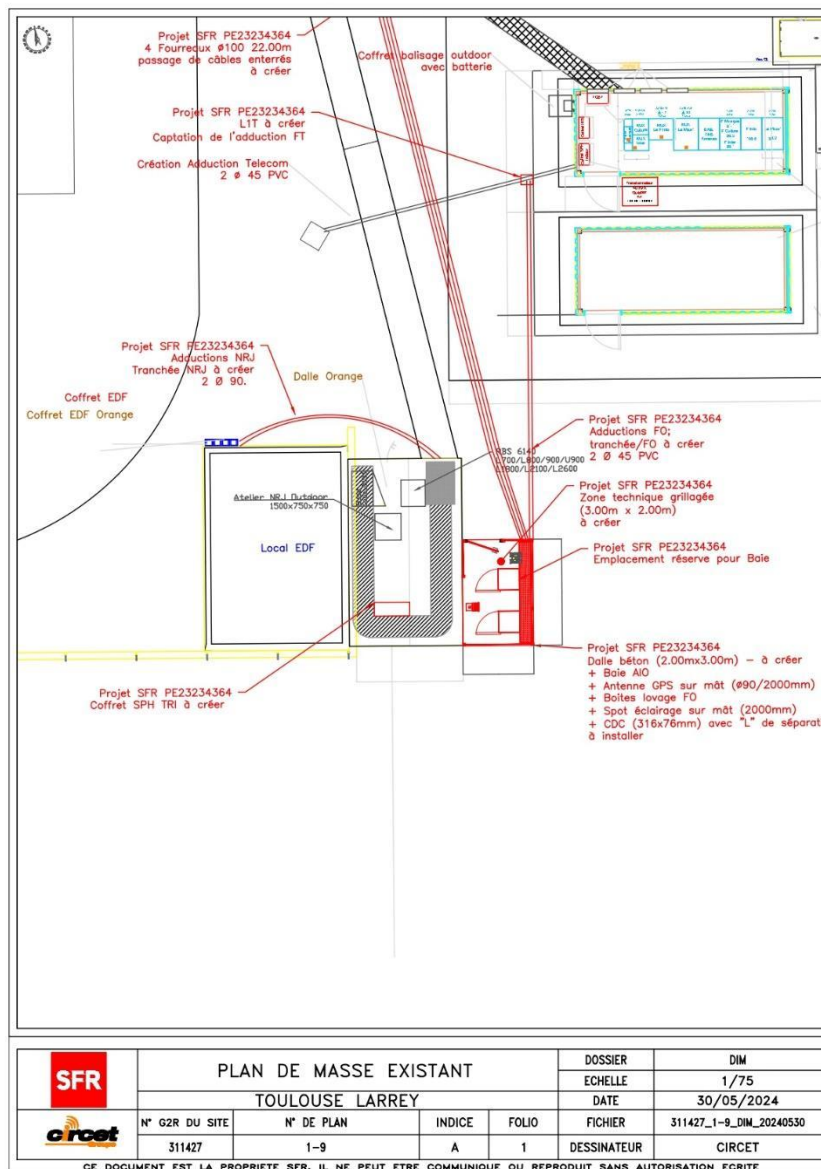 Projet SFR PE23234364
4 Fourreaux Ø100 22.00m
passage de câbles enterrés
à créer
Coffret balisage outdoor
avec batterie
Projet SFR PE23234364
L1T à créer
Captation de l'adduction FT
Création Adduction Telecom
2 Ø 45 PVC
Projet SFR PE23234364
Adductions NRJ
Tranchée NRJ à créer
2 Ø 90.
Dalle Orange
Coffret EDF
Coffret EDF Orange
Projet SFR PE23234364
Adductions FO;
tranchée/FO à créer
2 Ø 45 PVC
RBS 6140
L700/L800/900/U900
L1800/L2100/L2600
Projet SFR PE23234364
Zone technique grillagée
(3.00m x 2.00m)
à créer
Atelier NRJ Outdoor
1500x750x750
Local EDF
Projet SFR PE23234364
Emplacement réserve pour Baie
Projet SFR PE23234364
Dalle béton (2.00mx3.00m) – à créer
+ Baie AIO
+ Antenne GPS sur mât (Ø90/2000mm)
+ Boites lovage FO
+ Spot éclairage sur mât (2000mm)
+ CDC (316x76mm) avec "L" de séparat
à installer
Projet SFR PE23234364
Coffret SPH TRI à créer
SFR
PLAN DE MASSE EXISTANT
DOSSIER DIM
ECHELLE 1/75
TOULOUSE LARREY
DATE 30/05/2024
circet
N° G2R DU SITE N° DE PLAN INDICE FOLIO FICHIER 311427_1-9_DIM_20240530
311427 1-9 A 1 DESSINATEUR CIRCET
CE DOCUMENT EST LA PROPRIETE SFR. IL NE PEUT ETRE COMMUNIQUE OU REPRODUIT SANS AUTORISATION ECRITE